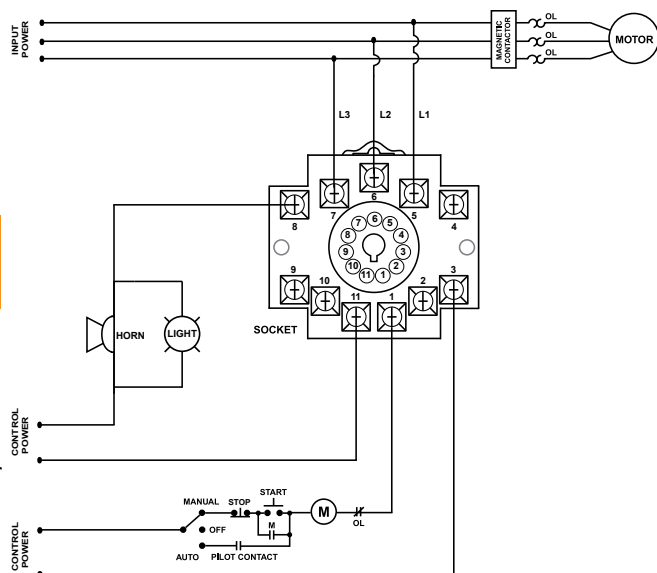 OL
INPUT
POWER
MAGNETIC
CONTACTOR
OL
MOTOR
OL
L3
L2
L1
6
7
5
8
4
6
7
5
8
4
9
3
10
2
11
1
9
10
11
1
2
3
SOCKET
HORN
LIGHT
CONTROL
POWER
START
MANUAL
STOP
M
M
OFF
OL
AUTO
PILOT CONTACT
CONTROL
POWER